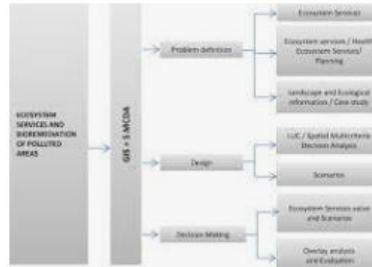 ECOSYSTEM
SERVICES AND
BIOREMEDIATION
OF POLLUTED
AREAS
GIS + S MCDA
Problem definition
Ecosystem Services
Ecosystem services / Health
Ecosystem Services/
Planning
Landscape and Ecological
information / Case study
Design
LUC / Spatial Multicriteria
Decision Analysis
Scenarios
Decision Making
Ecosystem Services value
and Scenarios
Overlay analysis
and Evaluation